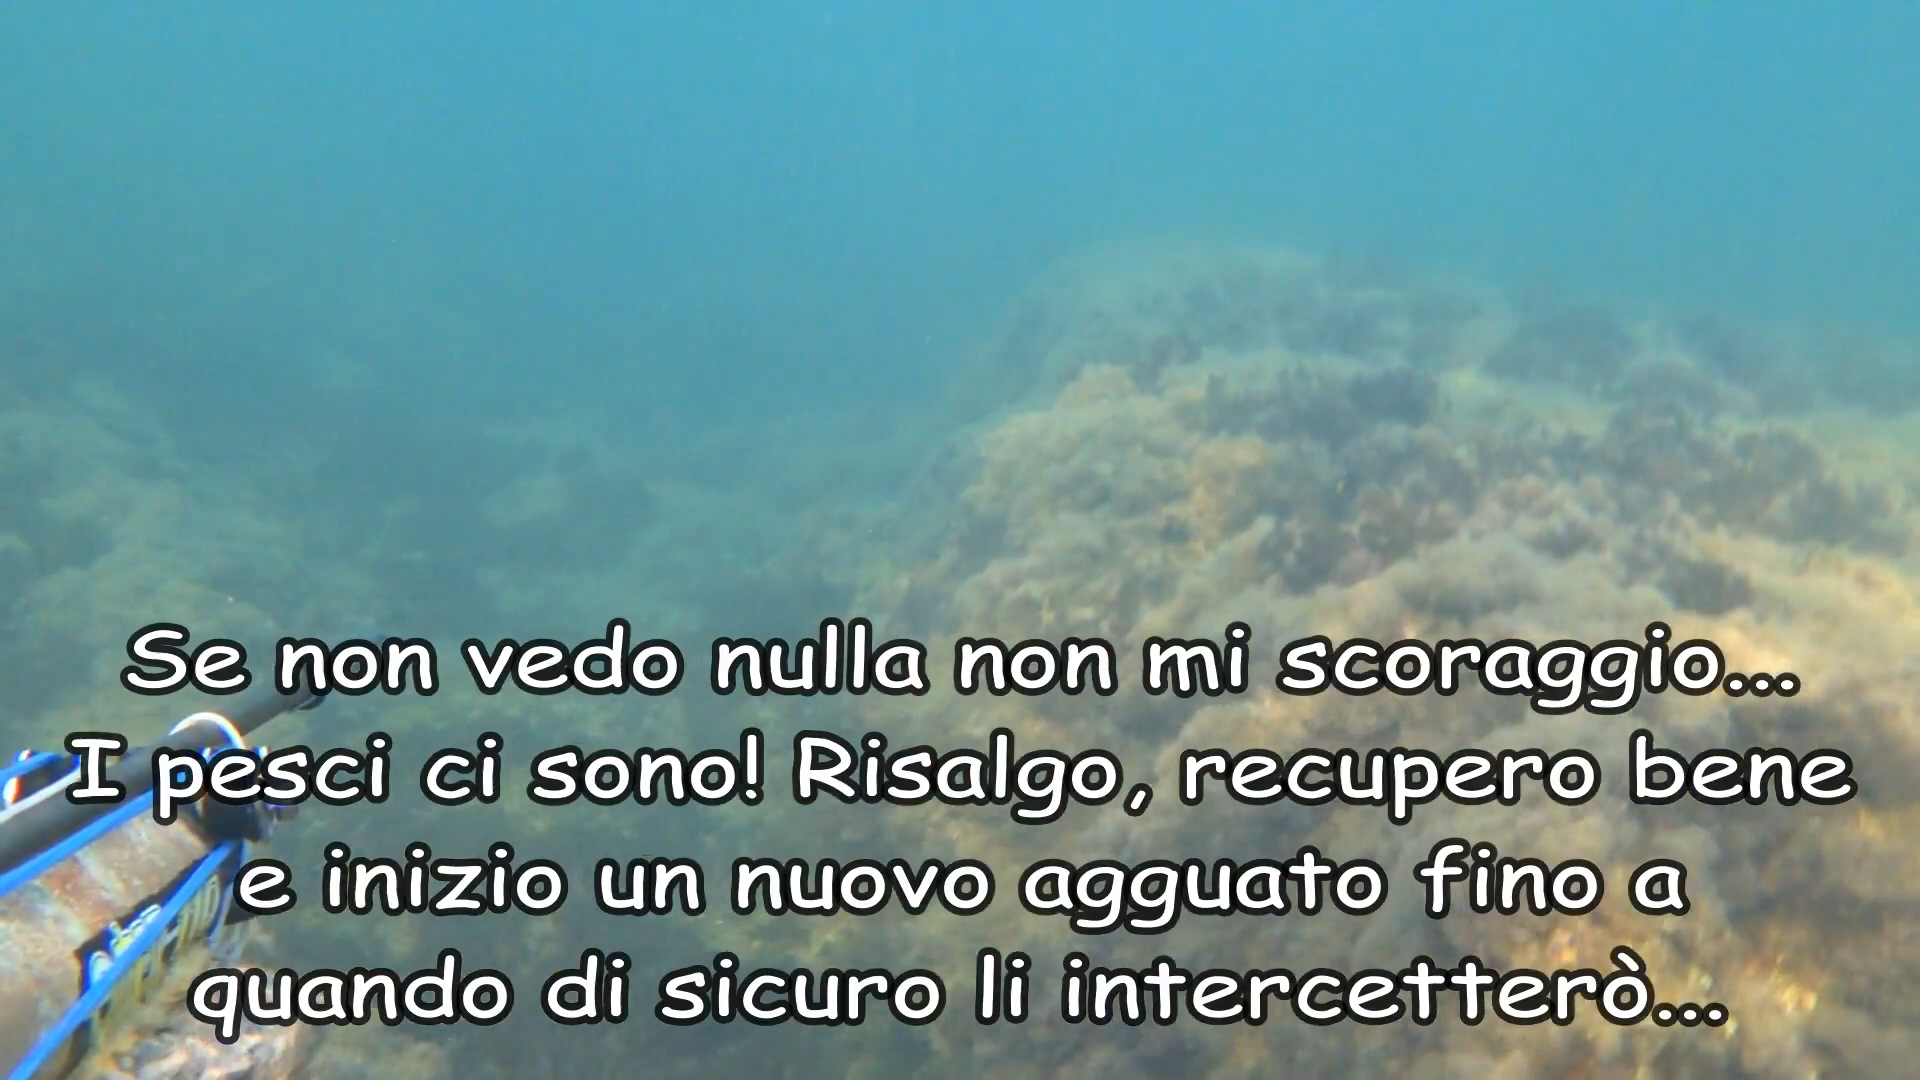 Se non vedo nulla non mi scoraggio...
I pesci ci sono! Risalgo, recupero bene
e inizio un nuovo agguato fino a
quando di sicuro li intercetterò...